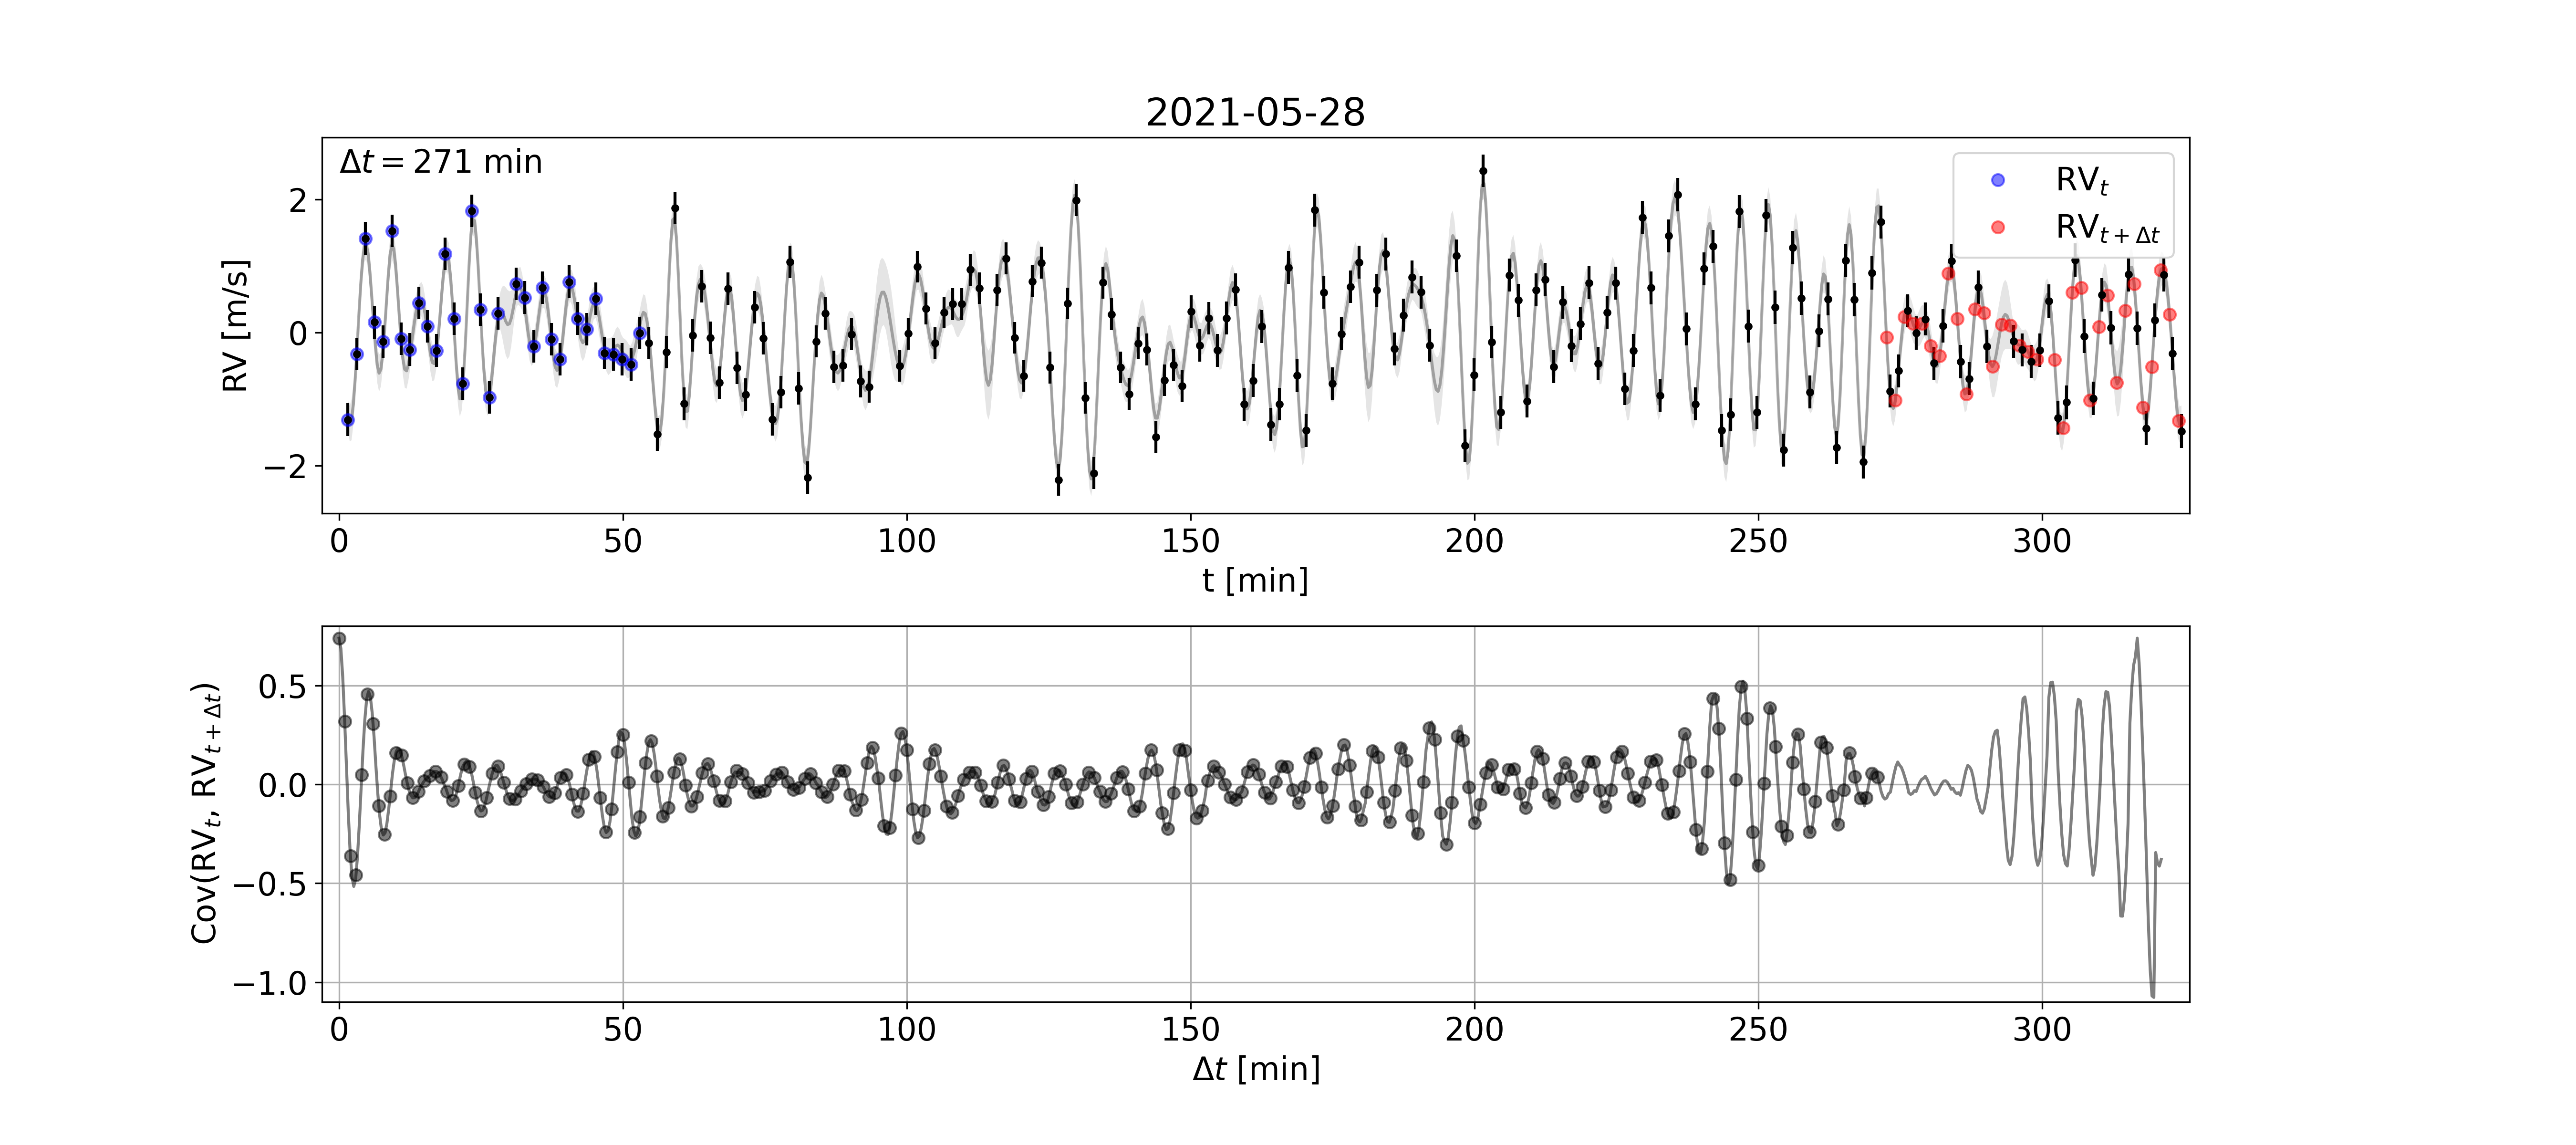 2021-05-28
Δt = 271 min
RV_t
RV_{t+Δt}
RV [m/s]
2
0
−2
0 50 100 150 200 250 300
t [min]
Cov(RV_t, RV_{t+Δt})
0.5
0.0
−0.5
−1.0
0 50 100 150 200 250 300
Δt [min]